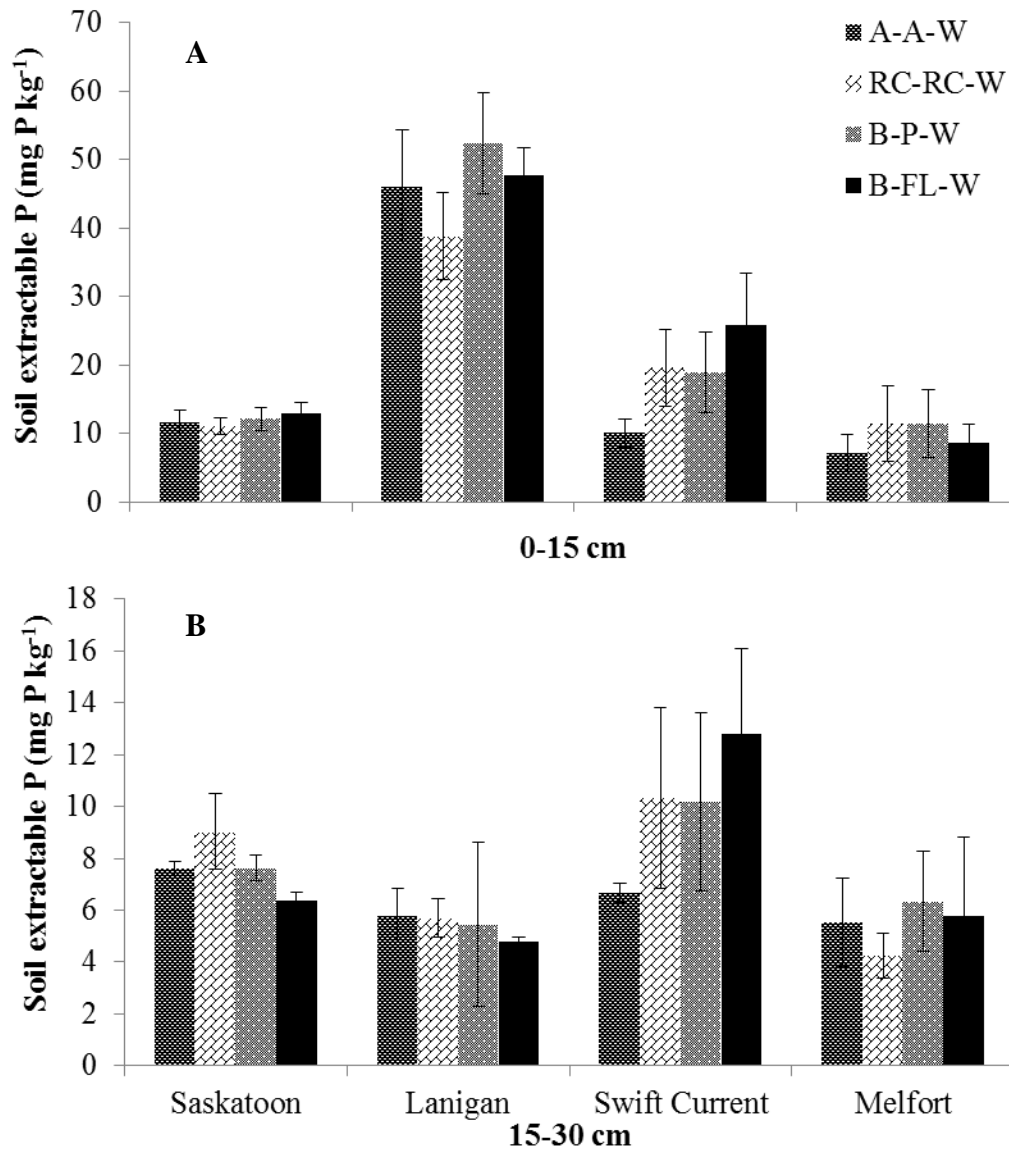 Soil extractable P (mg P kg⁻¹)
70
60
50
40
30
20
10
0
A
A-A-W
RC-RC-W
B-P-W
B-FL-W
0-15 cm
Soil extractable P (mg P kg⁻¹)
18
16
14
12
10
8
6
4
2
0
B
Saskatoon Lanigan Swift Current Melfort
15-30 cm